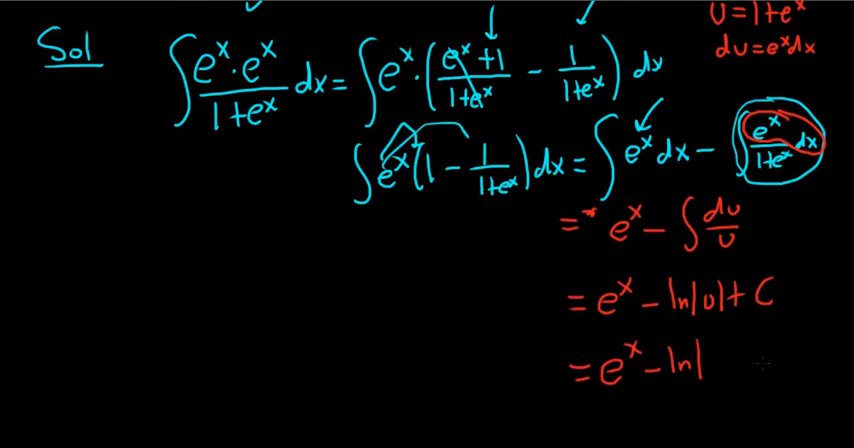 U = 1 + e^x
du = e^x dx
Sol
∫ e^x · e^x / (1 + e^x) dx = ∫ e^x · ( (e^x + 1) / (1 + e^x) − 1 / (1 + e^x) ) dx
∫ e^x ( 1 − 1 / (1 + e^x) ) dx = ∫ e^x dx − ∫ e^x / (1 + e^x) dx
= e^x − ∫ du / U
= e^x − ln|U| + C
= e^x − ln|